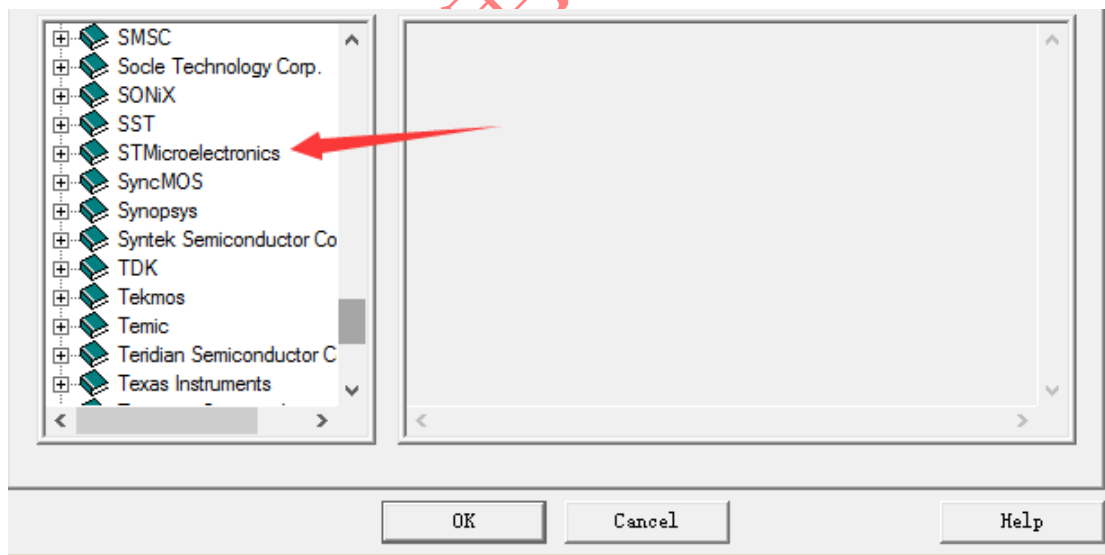 SMSC
Socle Technology Corp.
SONiX
SST
STMicroelectronics
SyncMOS
Synopsys
Syntek Semiconductor Co
TDK
Tekmos
Temic
Teridian Semiconductor C
Texas Instruments
OK
Cancel
Help